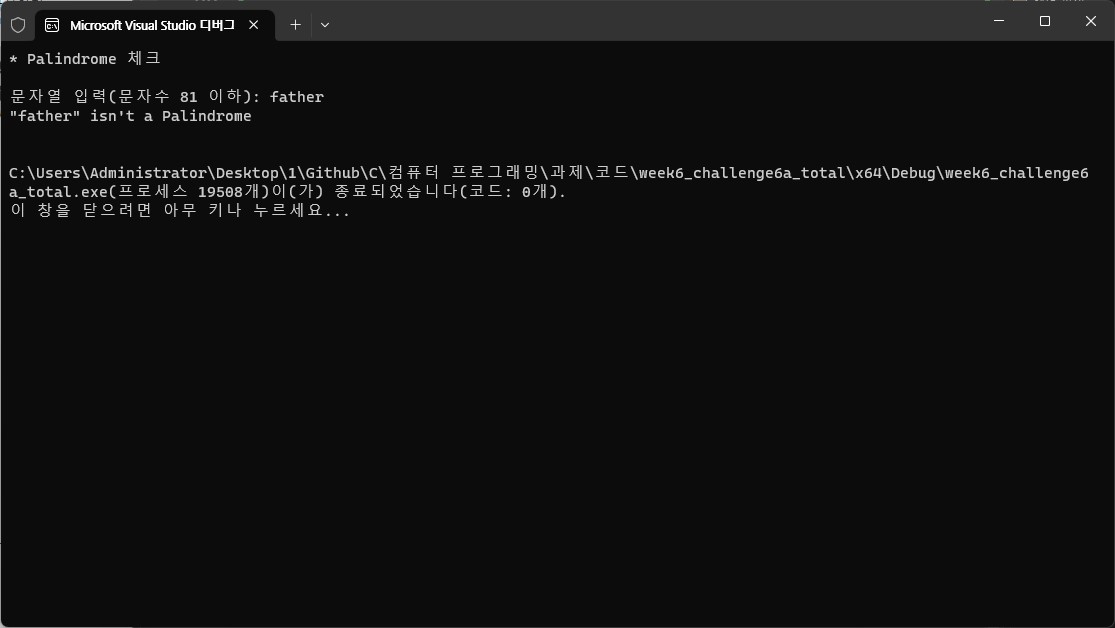 Microsoft Visual Studio 디버그
* Palindrome 체크
문자열 입력(문자수 81 이하): father
"father" isn't a Palindrome
C:\Users\Administrator\Desktop\1\Github\C\컴퓨터 프로그래밍\과제\코드\week6_challenge6a_total\x64\Debug\week6_challenge6
a_total.exe(프로세스 19508개)이(가) 종료되었습니다(코드: 0개).
이 창을 닫으려면 아무 키나 누르세요...